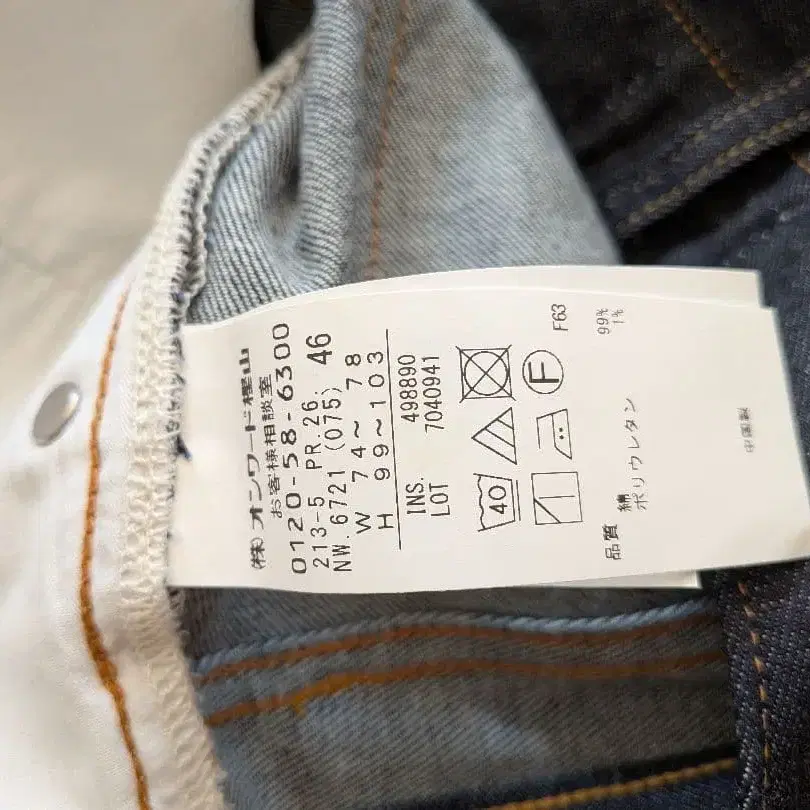 (株)オンワード樫山
お客様相談室
0120-58-6300
213-5 PR.26.
NW.6721 (075) 46
W 74～ 78
H 99～103
INS. 498890
LOT 7040941
40
F
F63
品質
綿 99%
ポリウレタン 1%
中国製